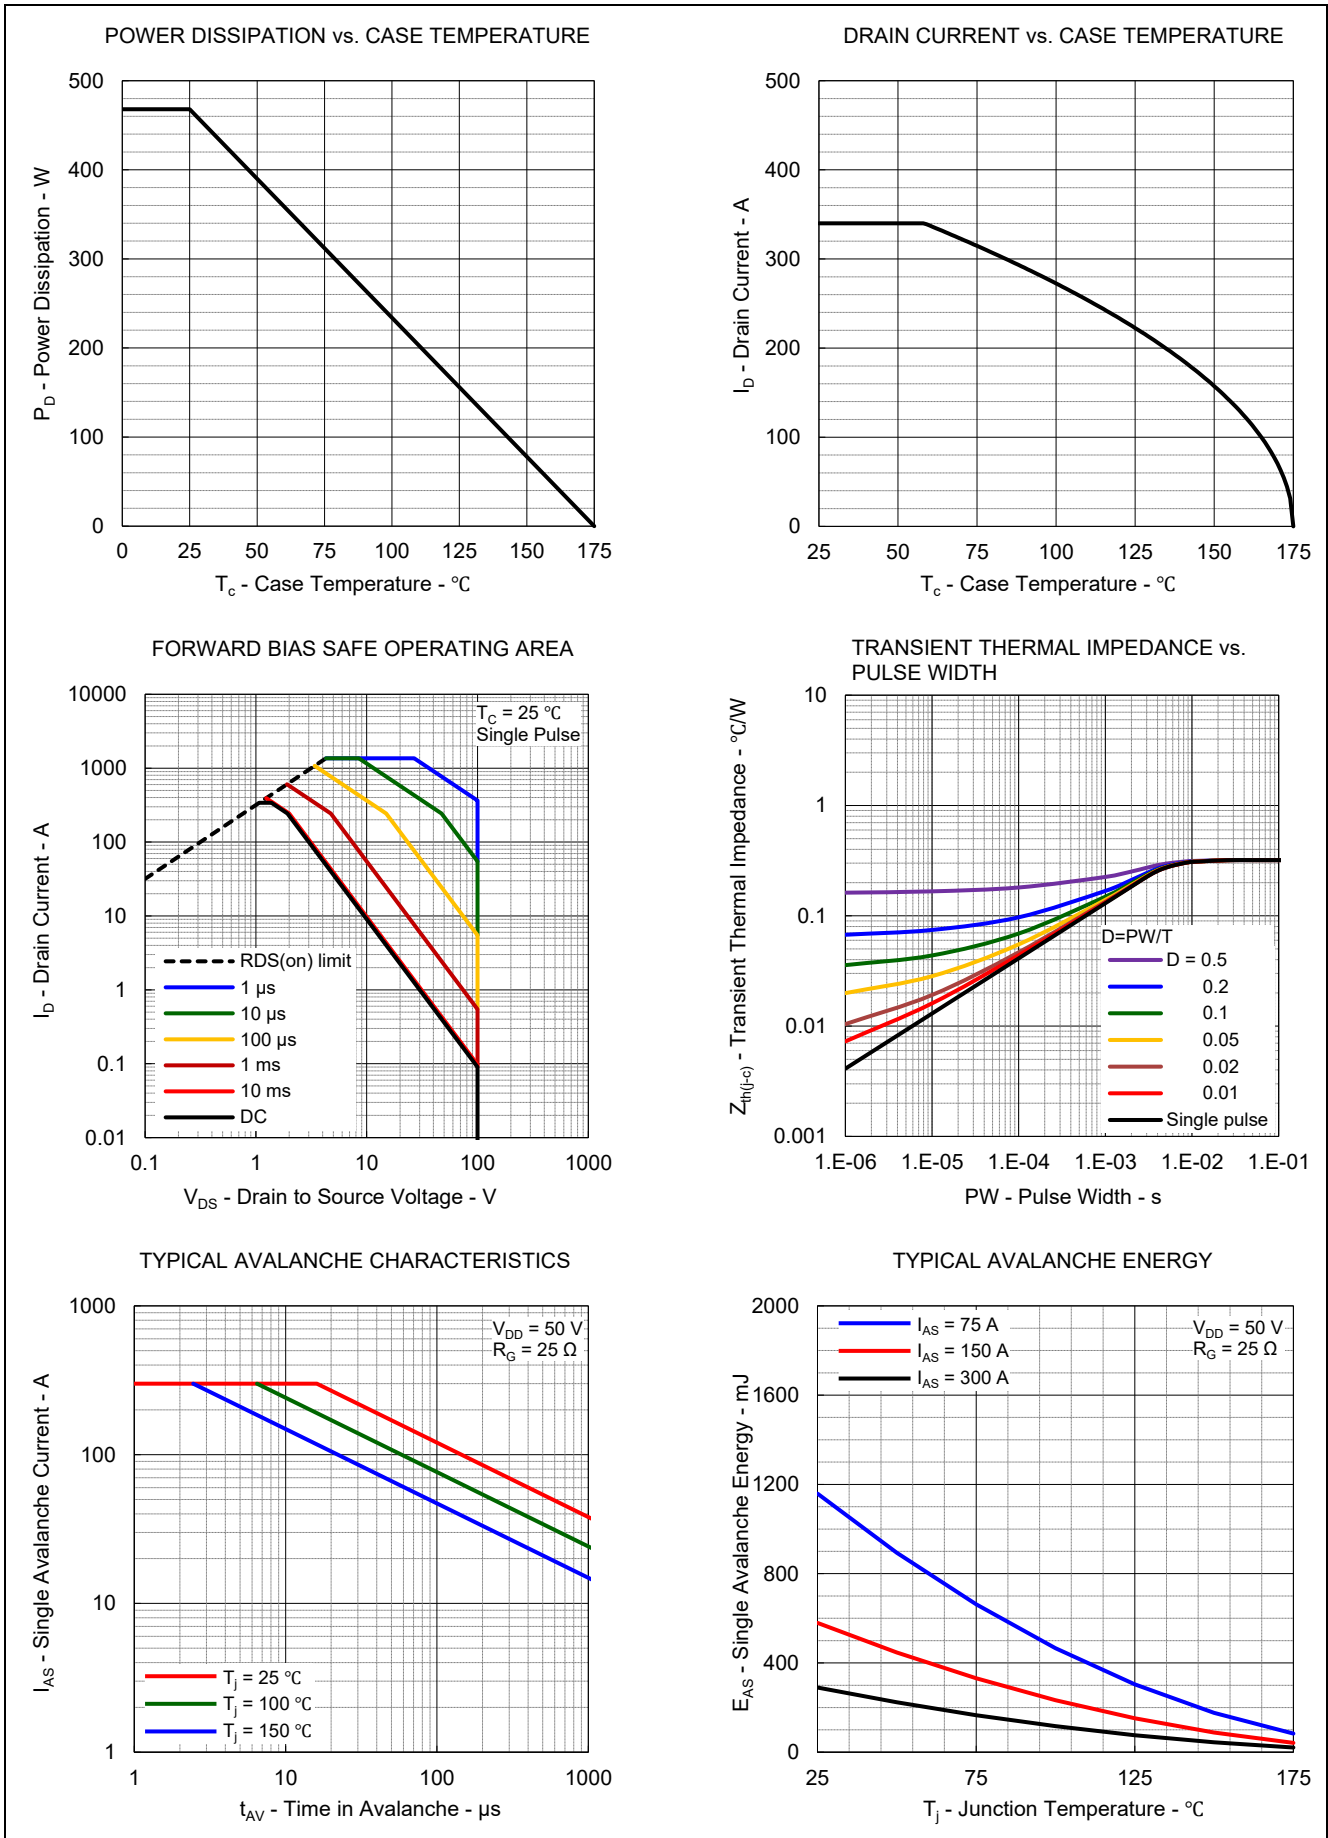 POWER DISSIPATION vs. CASE TEMPERATURE
500
400
300
200
100
0
0 25 50 75 100 125 150 175
P_D - Power Dissipation - W
T_c - Case Temperature - ℃
DRAIN CURRENT vs. CASE TEMPERATURE
500
400
300
200
100
0
25 50 75 100 125 150 175
I_D - Drain Current - A
T_c - Case Temperature - ℃
FORWARD BIAS SAFE OPERATING AREA
10000
1000
100
10
1
0.1
0.01
0.1 1 10 100 1000
T_C = 25 ℃
Single Pulse
RDS(on) limit
1 µs
10 µs
100 µs
1 ms
10 ms
DC
I_D - Drain Current - A
V_DS - Drain to Source Voltage - V
TRANSIENT THERMAL IMPEDANCE vs.
PULSE WIDTH
10
1
0.1
0.01
0.001
1.E-06 1.E-05 1.E-04 1.E-03 1.E-02 1.E-01
D=PW/T
D = 0.5
0.2
0.1
0.05
0.02
0.01
Single pulse
Z_th(j-c) - Transient Thermal Impedance - ℃/W
PW - Pulse Width - s
TYPICAL AVALANCHE CHARACTERISTICS
1000
100
10
1
1 10 100 1000
V_DD = 50 V
R_G = 25 Ω
T_j = 25 ℃
T_j = 100 ℃
T_j = 150 ℃
I_AS - Single Avalanche Current - A
t_AV - Time in Avalanche - µs
TYPICAL AVALANCHE ENERGY
2000
1600
1200
800
400
0
25 75 125 175
I_AS = 75 A
I_AS = 150 A
I_AS = 300 A
V_DD = 50 V
R_G = 25 Ω
E_AS - Single Avalanche Energy - mJ
T_j - Junction Temperature - ℃